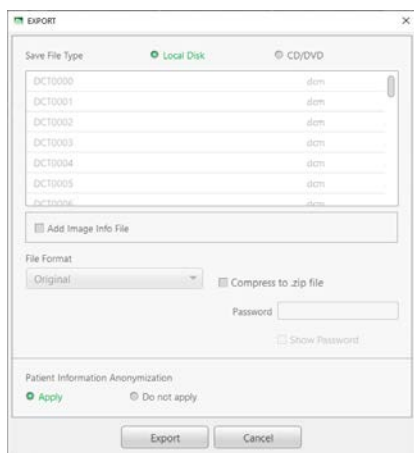 EXPORT
Save File Type Local Disk CD/DVD
DCT0000 dcm
DCT0001 dcm
DCT0002 dcm
DCT0003 dcm
DCT0004 dcm
DCT0005 dcm
DCT0006 dcm
Add Image Info File
File Format
Original Compress to .zip file
Password
Show Password
Patient Information Anonymization
Apply Do not apply
Export Cancel